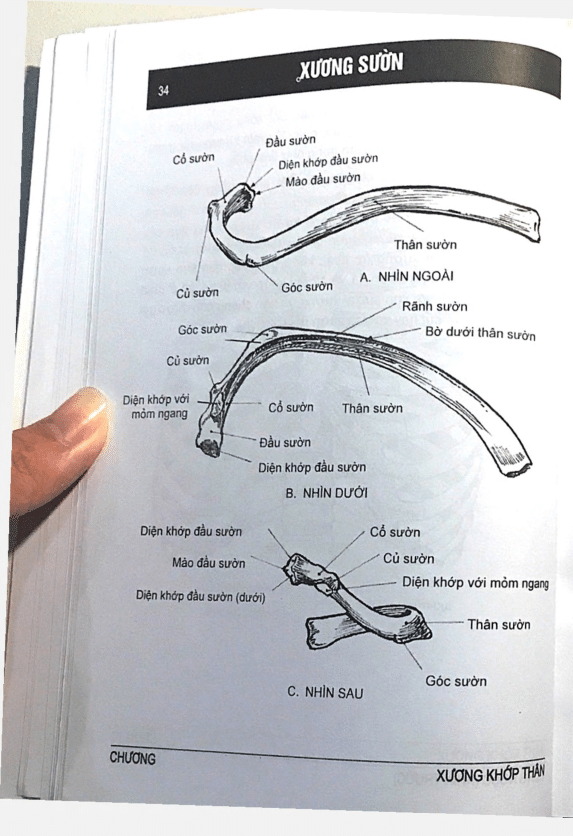 XƯƠNG SƯỜN
34
Đầu sườn
Cổ sườn
Diện khớp đầu sườn
Mào đầu sườn
Thân sườn
Củ sườn
Góc sườn
A. NHÌN NGOÀI
Rãnh sườn
Góc sườn
Bờ dưới thân sườn
Củ sườn
Diện khớp với
mỏm ngang
Cổ sườn
Thân sườn
Đầu sườn
Diện khớp đầu sườn
B. NHÌN DƯỚI
Diện khớp đầu sườn
Cổ sườn
Mào đầu sườn
Củ sườn
Diện khớp với mỏm ngang
Diện khớp đầu sườn (dưới)
Thân sườn
Góc sườn
C. NHÌN SAU
CHƯƠNG
XƯƠNG KHỚP THÂN